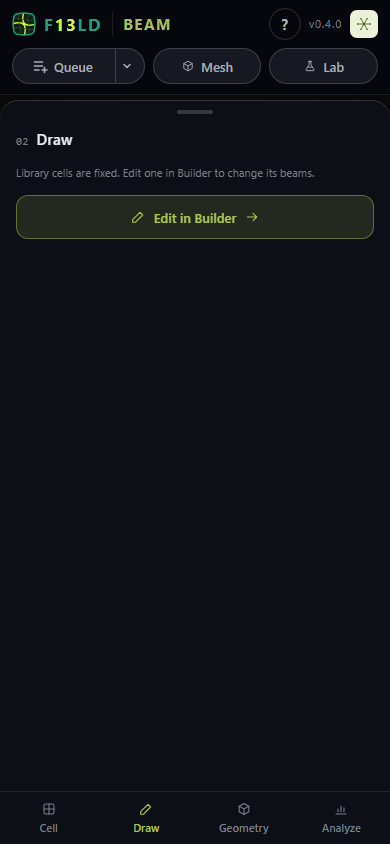 F13LD BEAM ? v0.4.0
Queue Mesh Lab
02 Draw
Library cells are fixed. Edit one in Builder to change its beams.
Edit in Builder →
Cell Draw Geometry Analyze